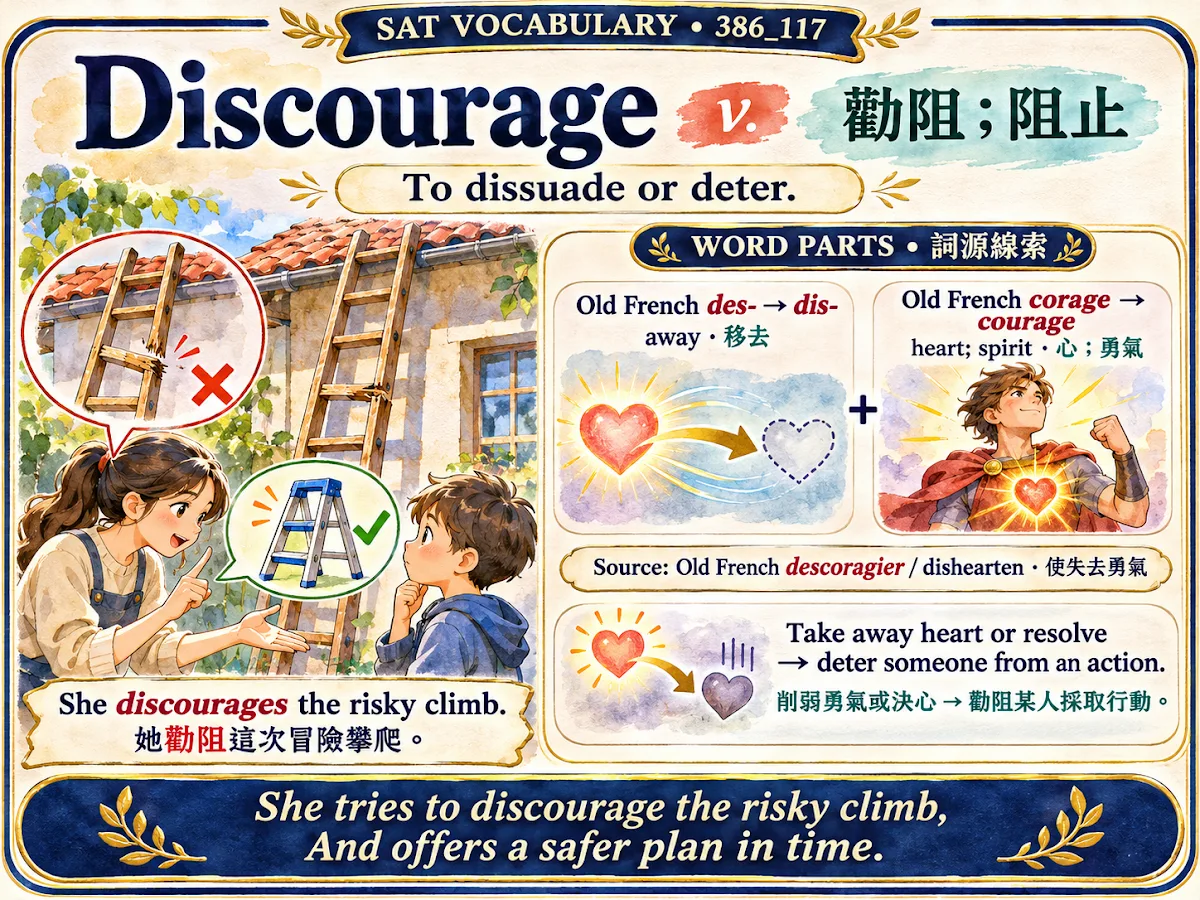 SAT VOCABULARY • 386_117
Discourage
v.
勸阻；阻止
To dissuade or deter.
She discourages the risky climb.
她勸阻這次冒險攀爬。
WORD PARTS • 詞源線索
Old French des- → dis-
away · 移去
+
Old French corage →
courage
heart; spirit · 心；勇氣
Source: Old French descoragier / dishearten · 使失去勇氣
Take away heart or resolve
→ deter someone from an action.
削弱勇氣或決心 → 勸阻某人採取行動。
She tries to discourage the risky climb,
And offers a safer plan in time.